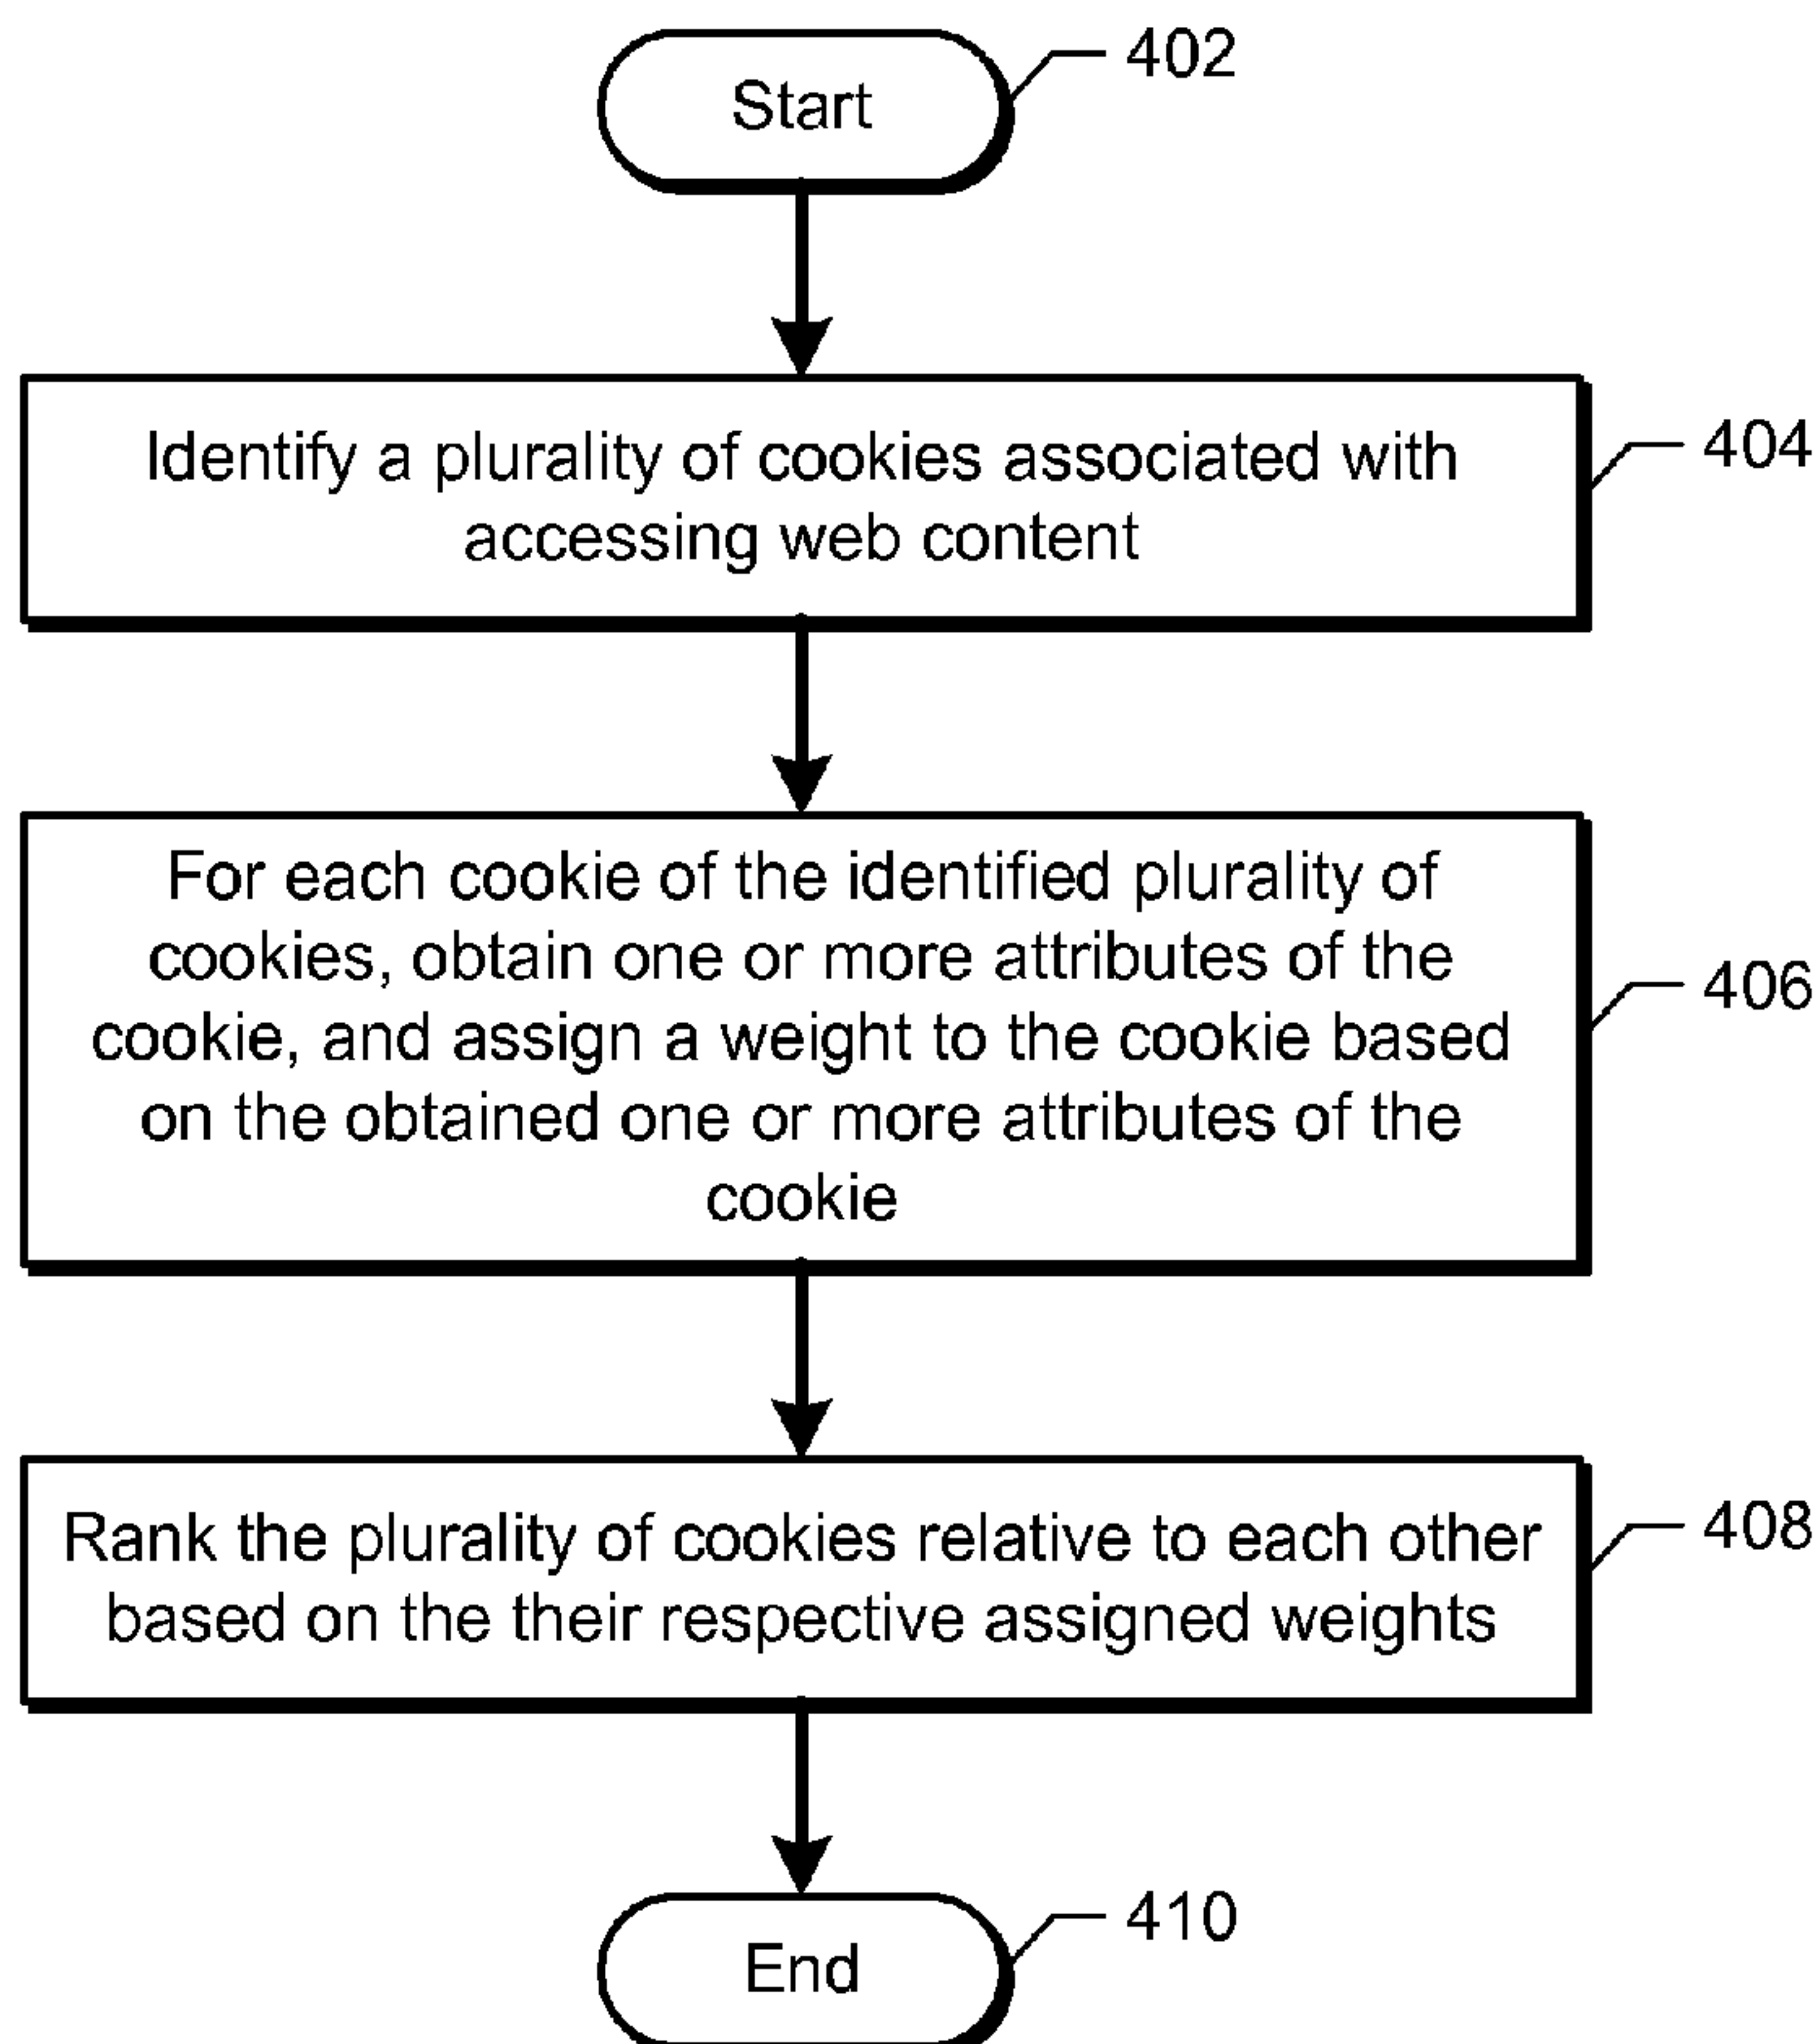 Start
402
Identify a plurality of cookies associated with
accessing web content
404
For each cookie of the identified plurality of
cookies, obtain one or more attributes of the
cookie, and assign a weight to the cookie based
on the obtained one or more attributes of the
cookie
406
Rank the plurality of cookies relative to each other
based on the their respective assigned weights
408
End
410